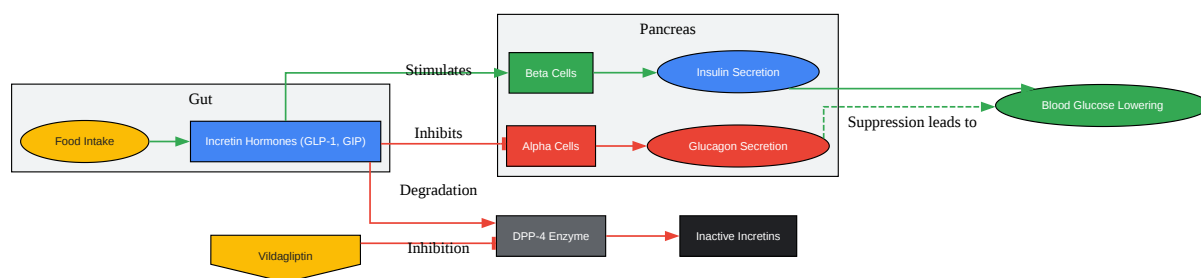 Pancreas
Stimulates
Beta Cells
Insulin Secretion
Gut
Blood Glucose Lowering
Suppression leads to
Food Intake
Incretin Hormones (GLP-1, GIP)
Inhibits
Alpha Cells
Glucagon Secretion
Degradation
DPP-4 Enzyme
Inactive Incretins
Inhibition
Vildagliptin